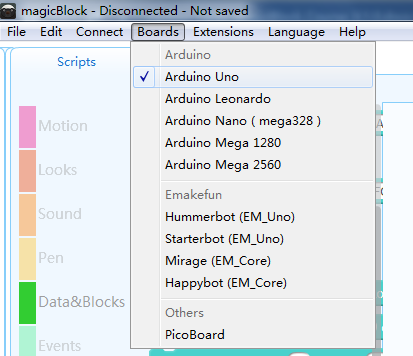 magicBlock - Disconnected - Not saved
File Edit Connect Boards Extensions Language Help
Scripts
Arduino
Arduino Uno
Arduino Leonardo
Arduino Nano ( mega328 )
Arduino Mega 1280
Arduino Mega 2560
Emakefun
Hummerbot (EM_Uno)
Starterbot (EM_Uno)
Mirage (EM_Core)
Happybot (EM_Core)
Others
PicoBoard
Motion
Looks
Sound
Pen
Data&Blocks
Events